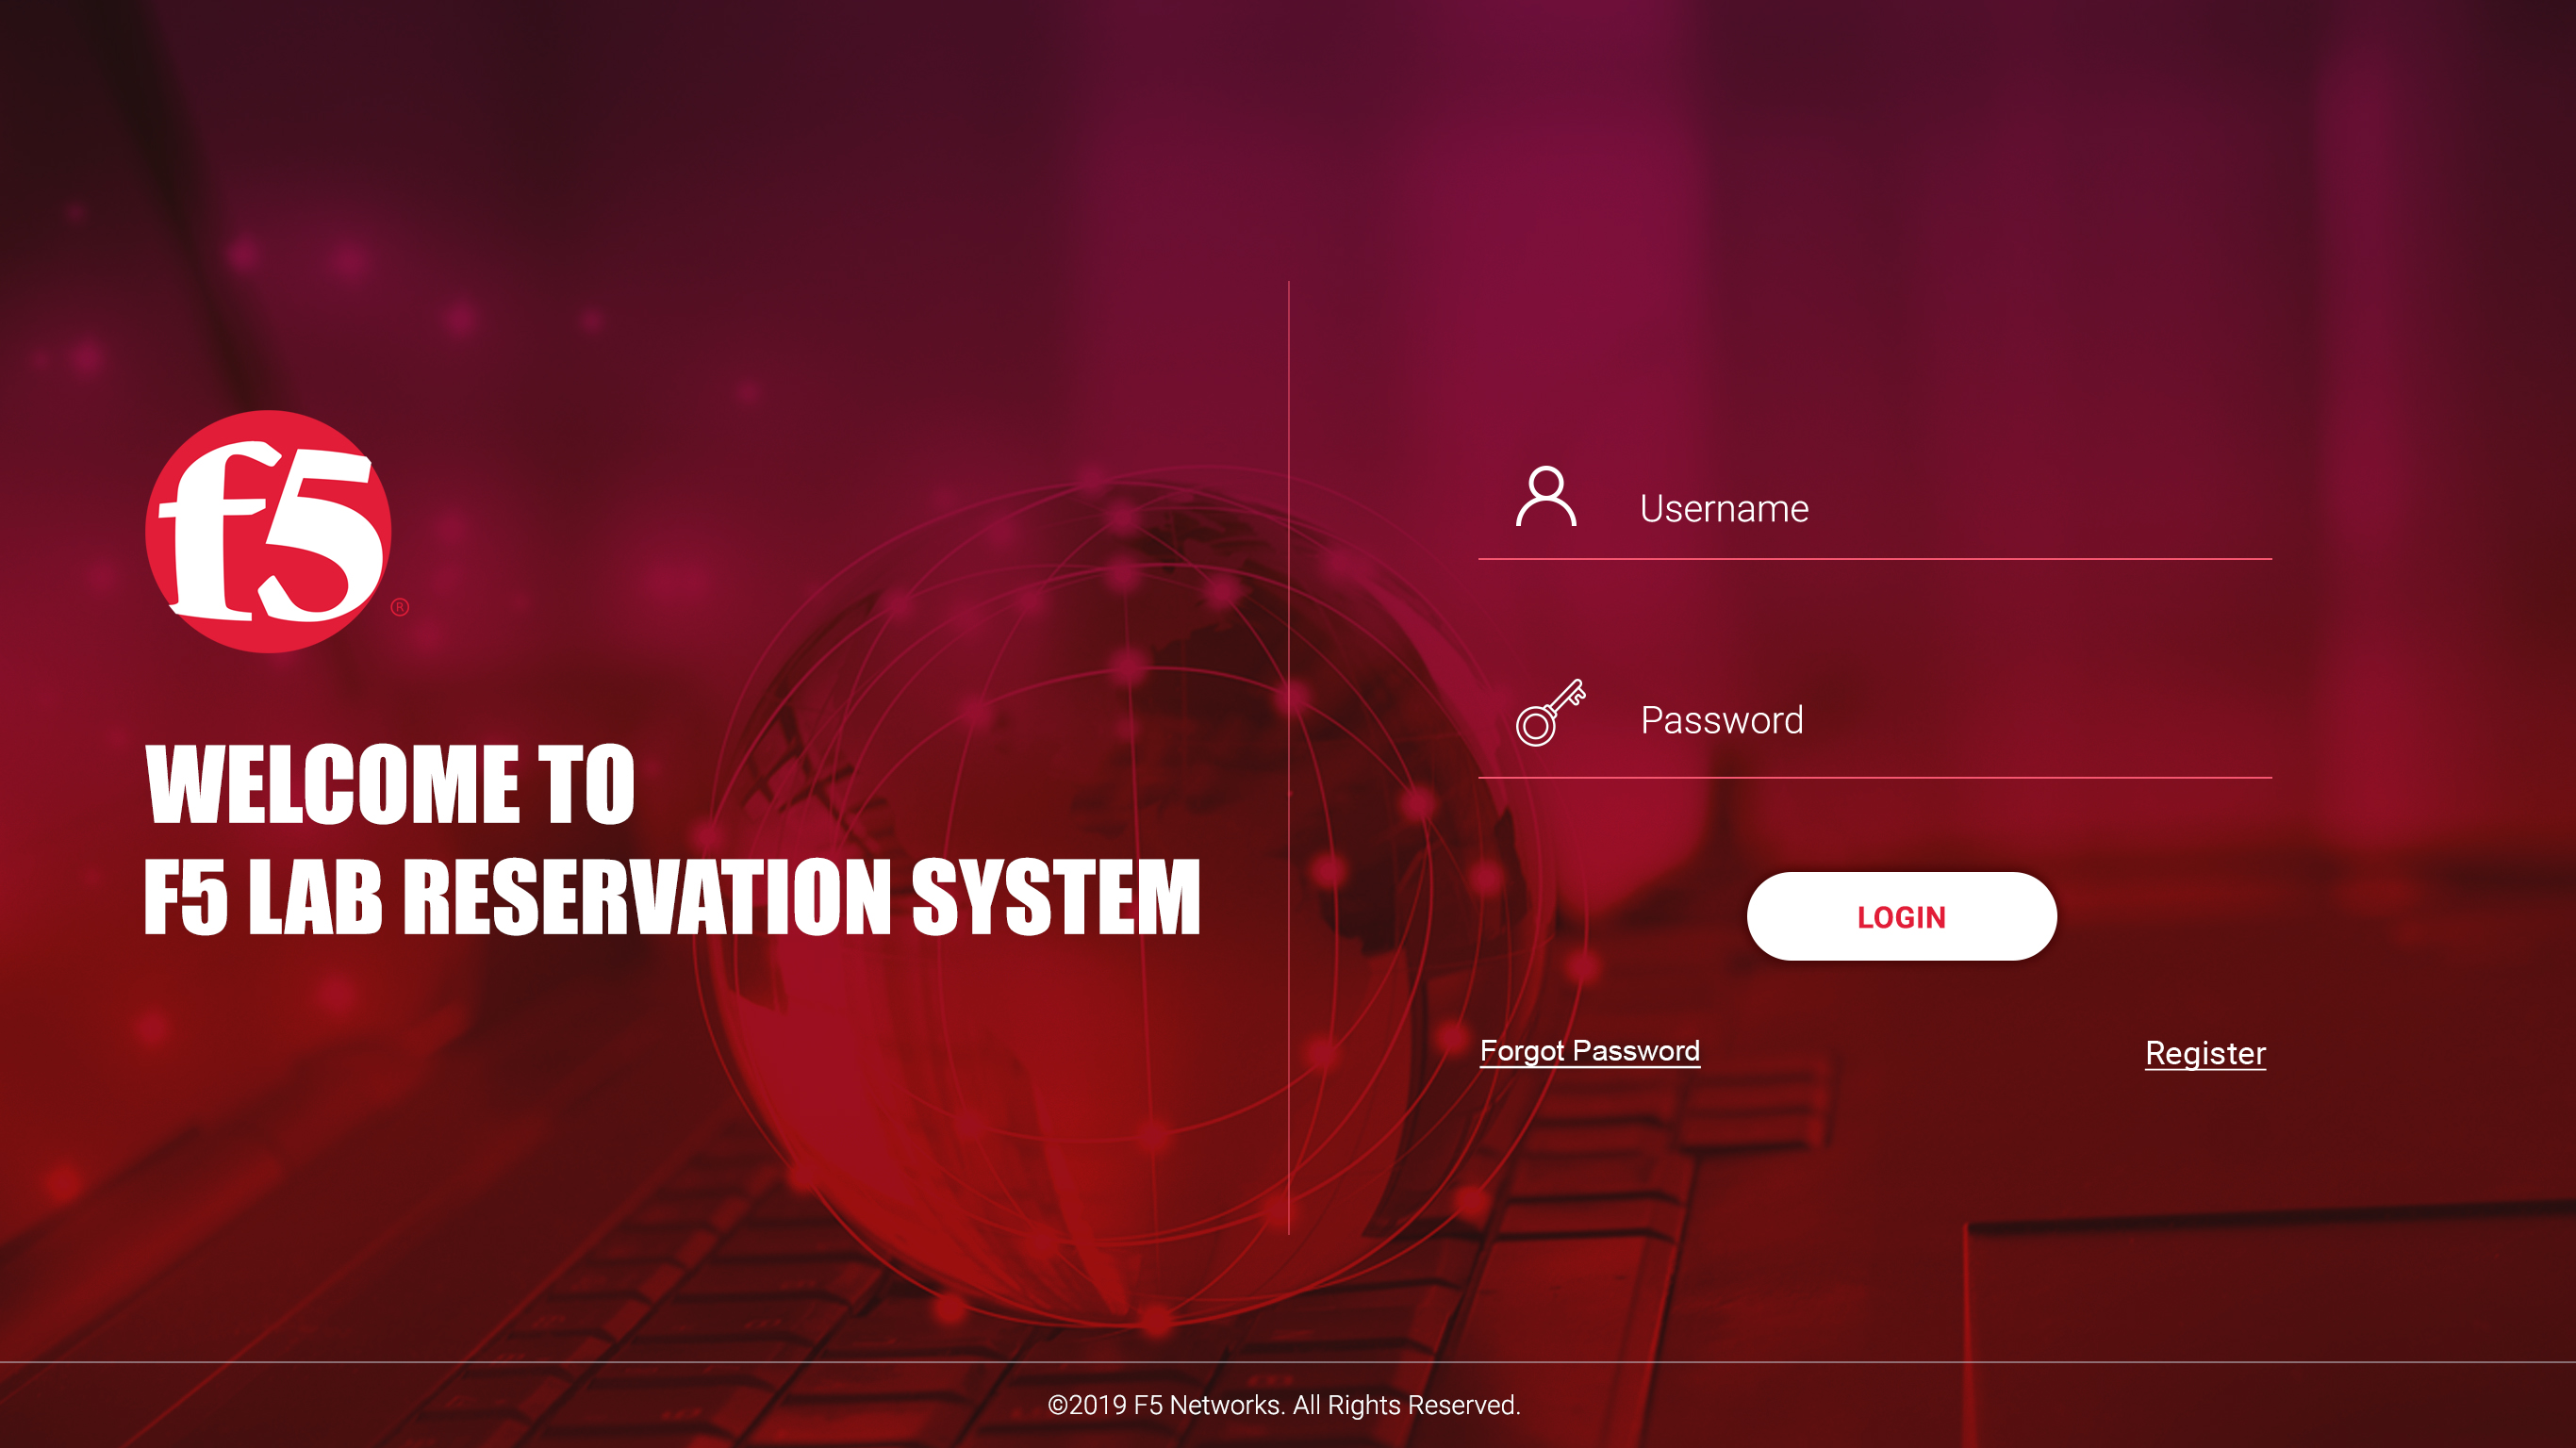 f5
®
WELCOME TO
F5 LAB RESERVATION SYSTEM
Username
Password
LOGIN
Forgot Password
Register
©2019 F5 Networks. All Rights Reserved.